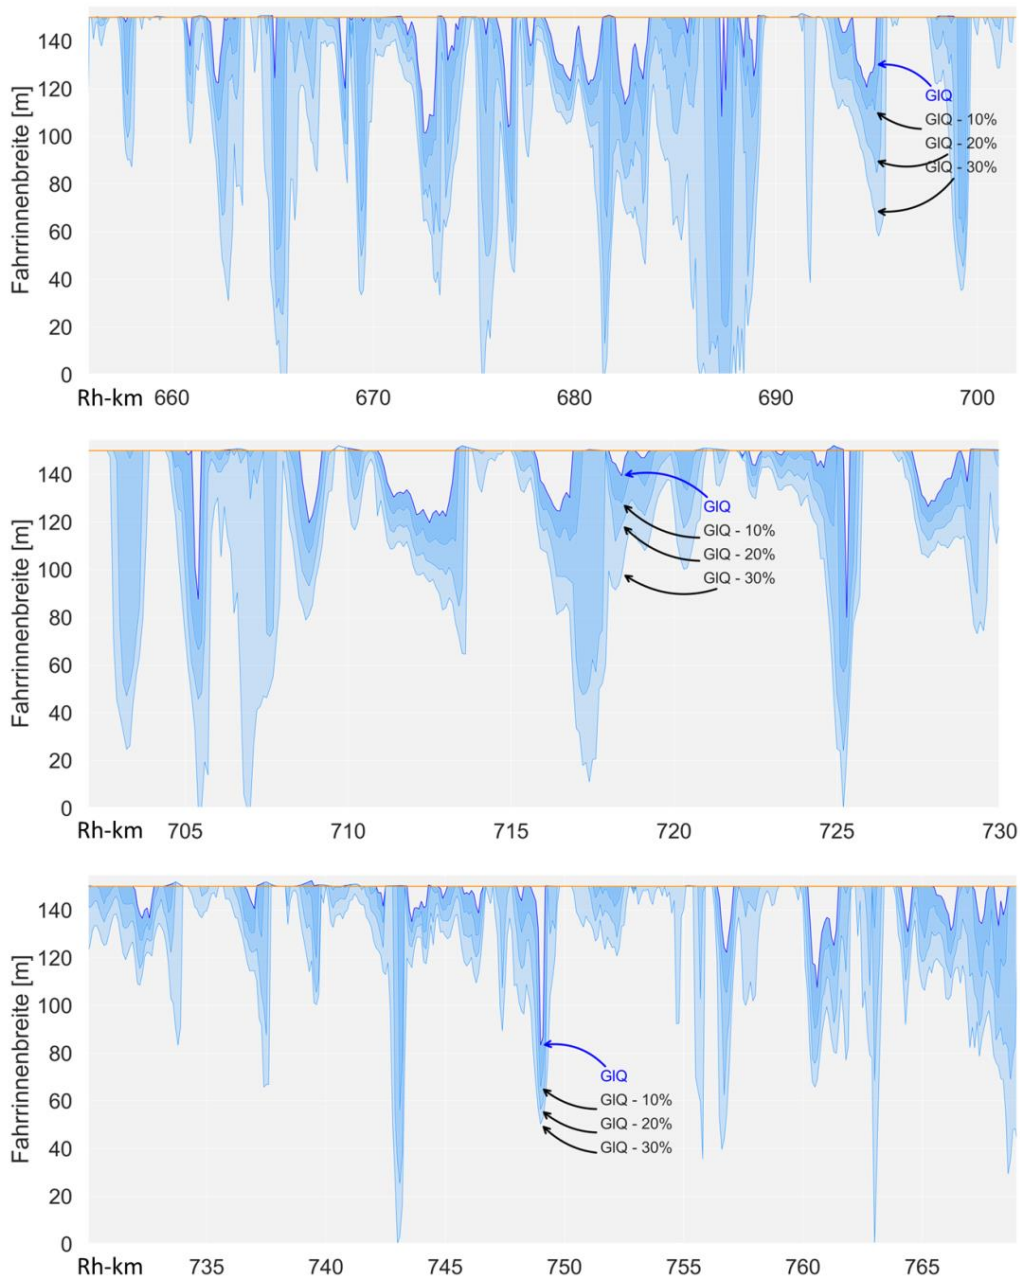 Fahrrinnenbreite [m]
140
120
100
80
60
40
20
0
GlQ
GlQ - 10%
GlQ - 20%
GlQ - 30%
Rh-km 660 670 680 690 700
Fahrrinnenbreite [m]
140
120
100
80
60
40
20
0
GlQ
GlQ - 10%
GlQ - 20%
GlQ - 30%
Rh-km 705 710 715 720 725 730
Fahrrinnenbreite [m]
140
120
100
80
60
40
20
0
GlQ
GlQ - 10%
GlQ - 20%
GlQ - 30%
Rh-km 735 740 745 750 755 760 765